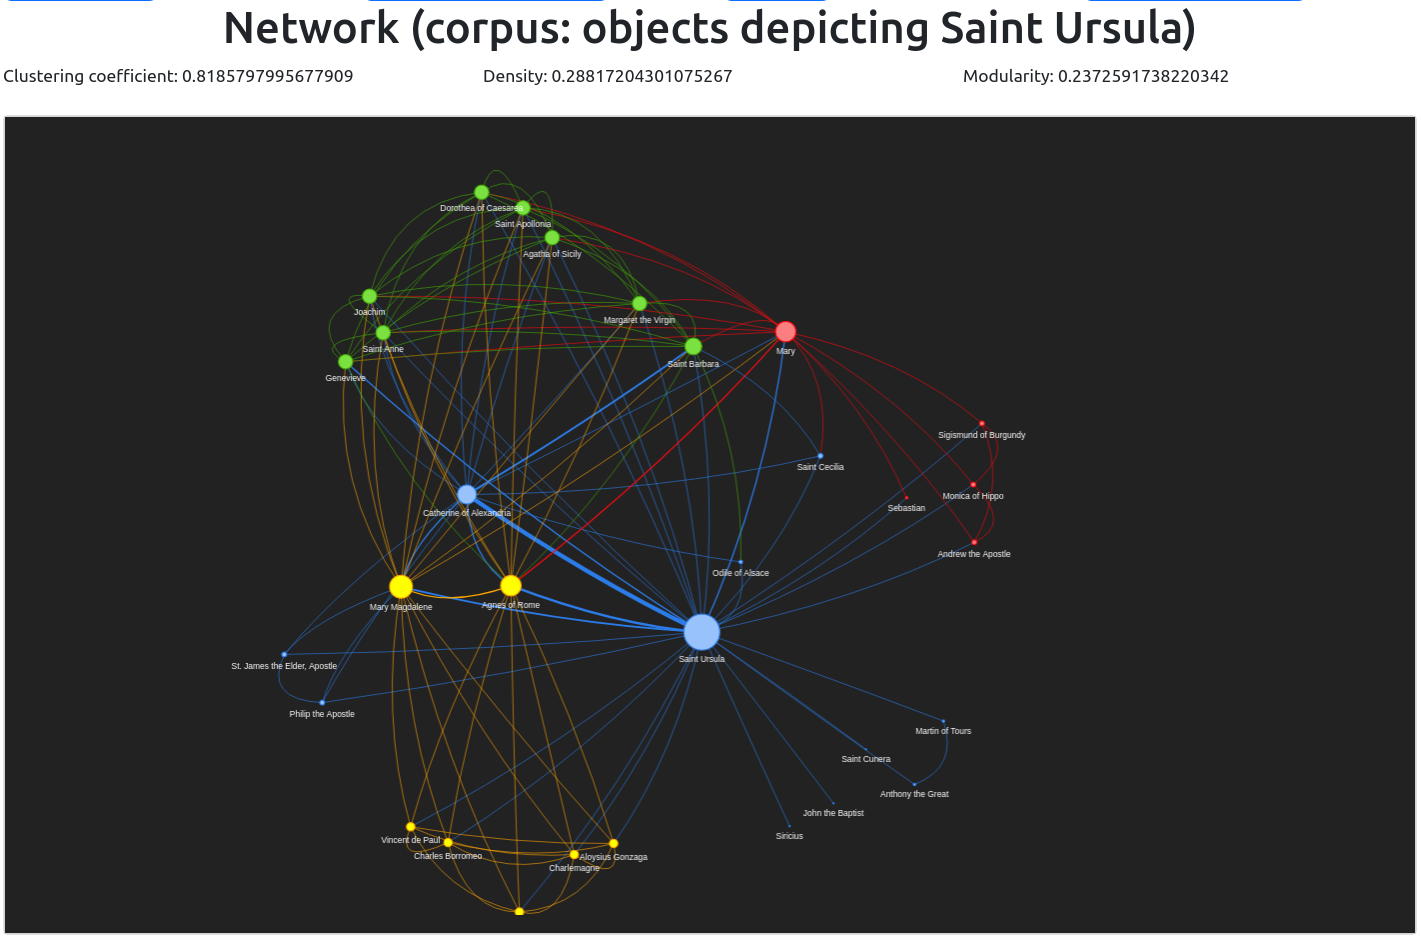 Network (corpus: objects depicting Saint Ursula)
Clustering coefficient: 0.8185797995677909
Density: 0.28817204301075267
Modularity: 0.2372591738220342
Dorothea of Caesarea
Saint Apollonia
Agatha of Sicily
Joachim
Margaret the Virgin
Saint Anne
Mary
Saint Barbara
Genevieve
Sigismund of Burgundy
Saint Cecilia
Monica of Hippo
Sebastian
Catherine of Alexandria
Andrew the Apostle
Odile of Alsace
Mary Magdalene
Agnes of Rome
Saint Ursula
St. James the Elder, Apostle
Philip the Apostle
Martin of Tours
Saint Cunera
Anthony the Great
John the Baptist
Siricius
Vincent de Paul
Charles Borromeo
Aloysius Gonzaga
Charlemagne